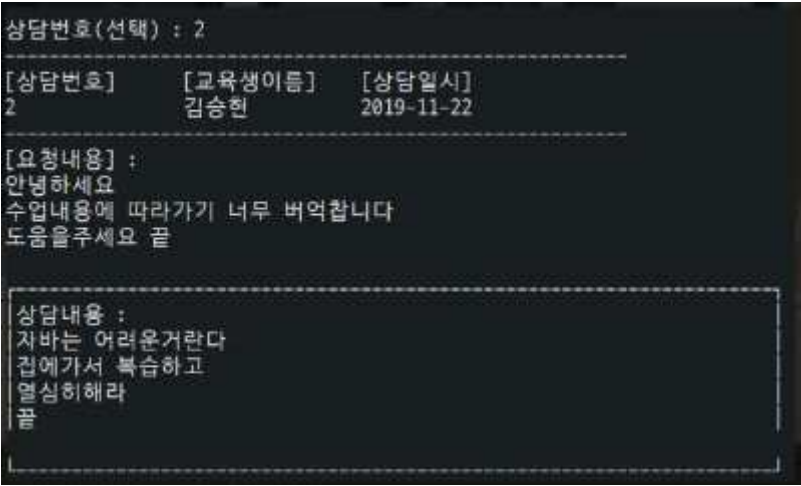 상담번호(선택) : 2
[상담번호] [교육생이름] [상담일시]
2 김승현 2019-11-22
[요청내용] :
안녕하세요
수업내용에 따라가기 너무 버억찹니다
도움을주세요 끝
상담내용 :
자바는 어려운거란다
집에가서 복습하고
열심히해라
끝